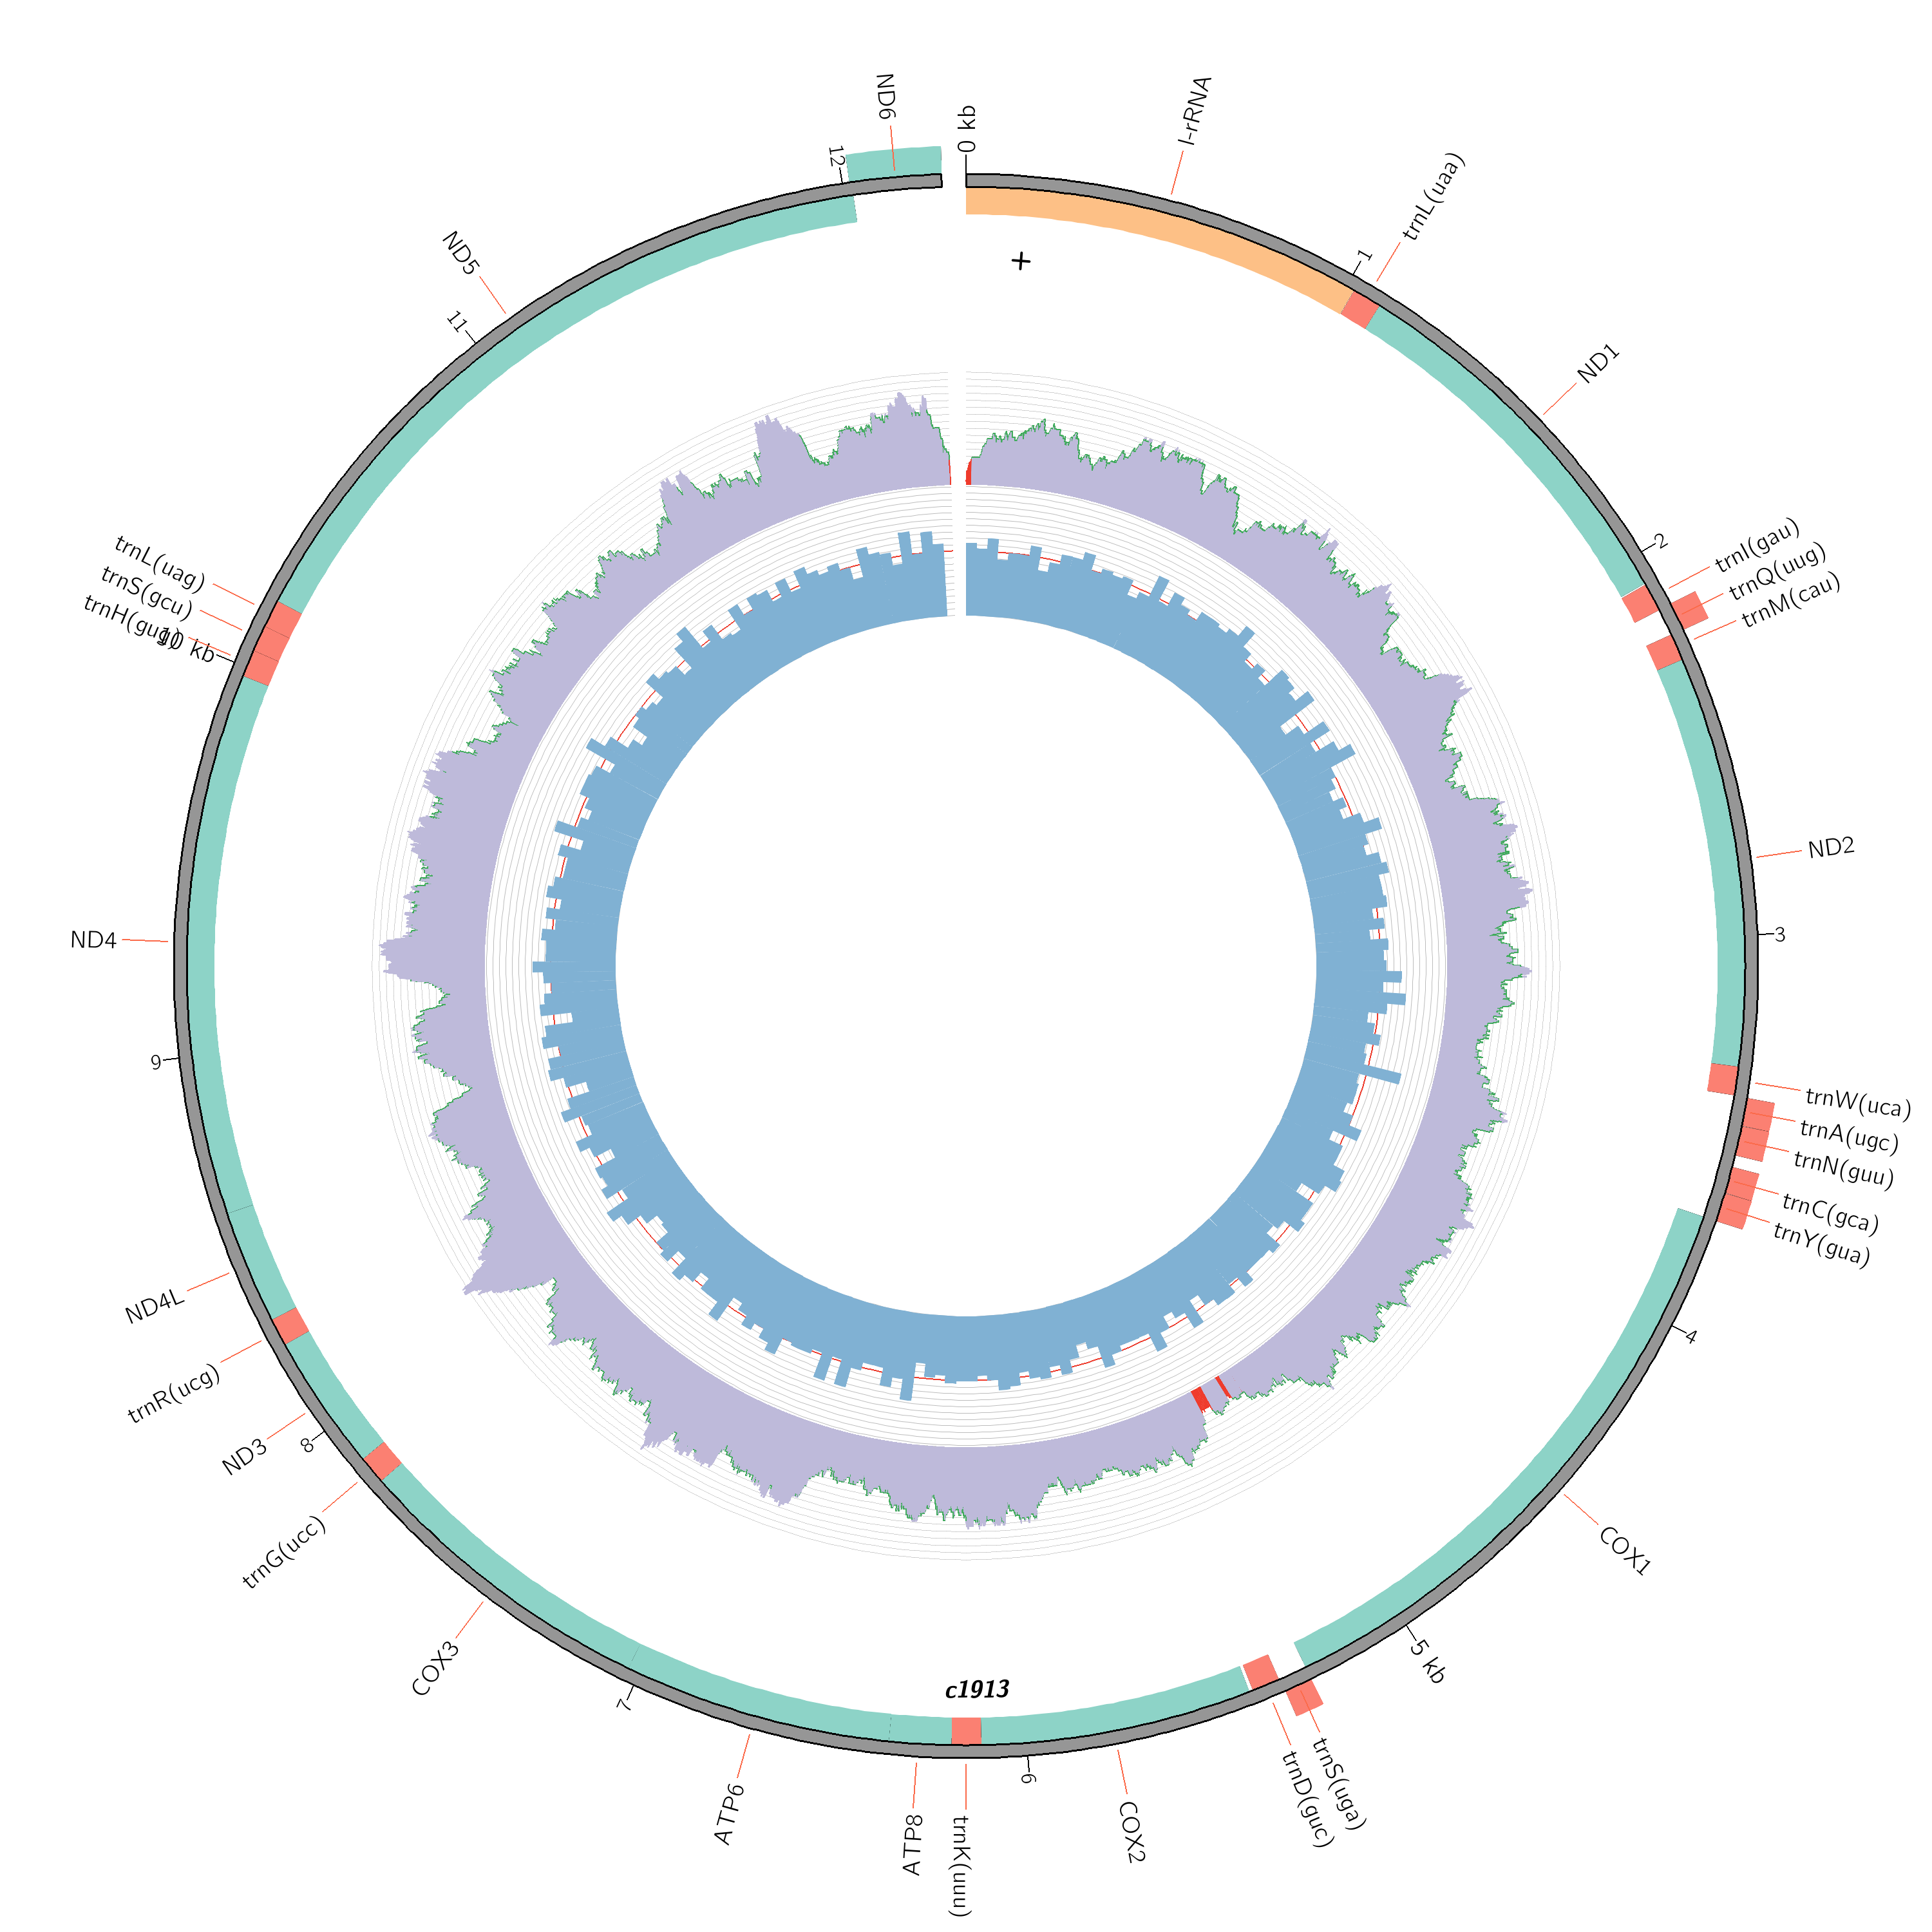 0 kb
l-rRNA
1
trnL(uaa)
ND1
2
trnI(gau)
trnQ(uug)
trnM(cau)
ND2
3
trnW(uca)
trnA(ugc)
trnN(guu)
trnC(gca)
trnY(gua)
4
COX1
5 kb
trnS(uga)
trnD(guc)
COX2
6
trnK(uuu)
ATP8
ATP6
7
COX3
trnG(ucc)
8
ND3
trnR(ucg)
ND4L
9
ND4
10 kb
trnH(gug)
trnS(gcu)
trnL(uag)
11
ND5
12
ND6
+
c1913